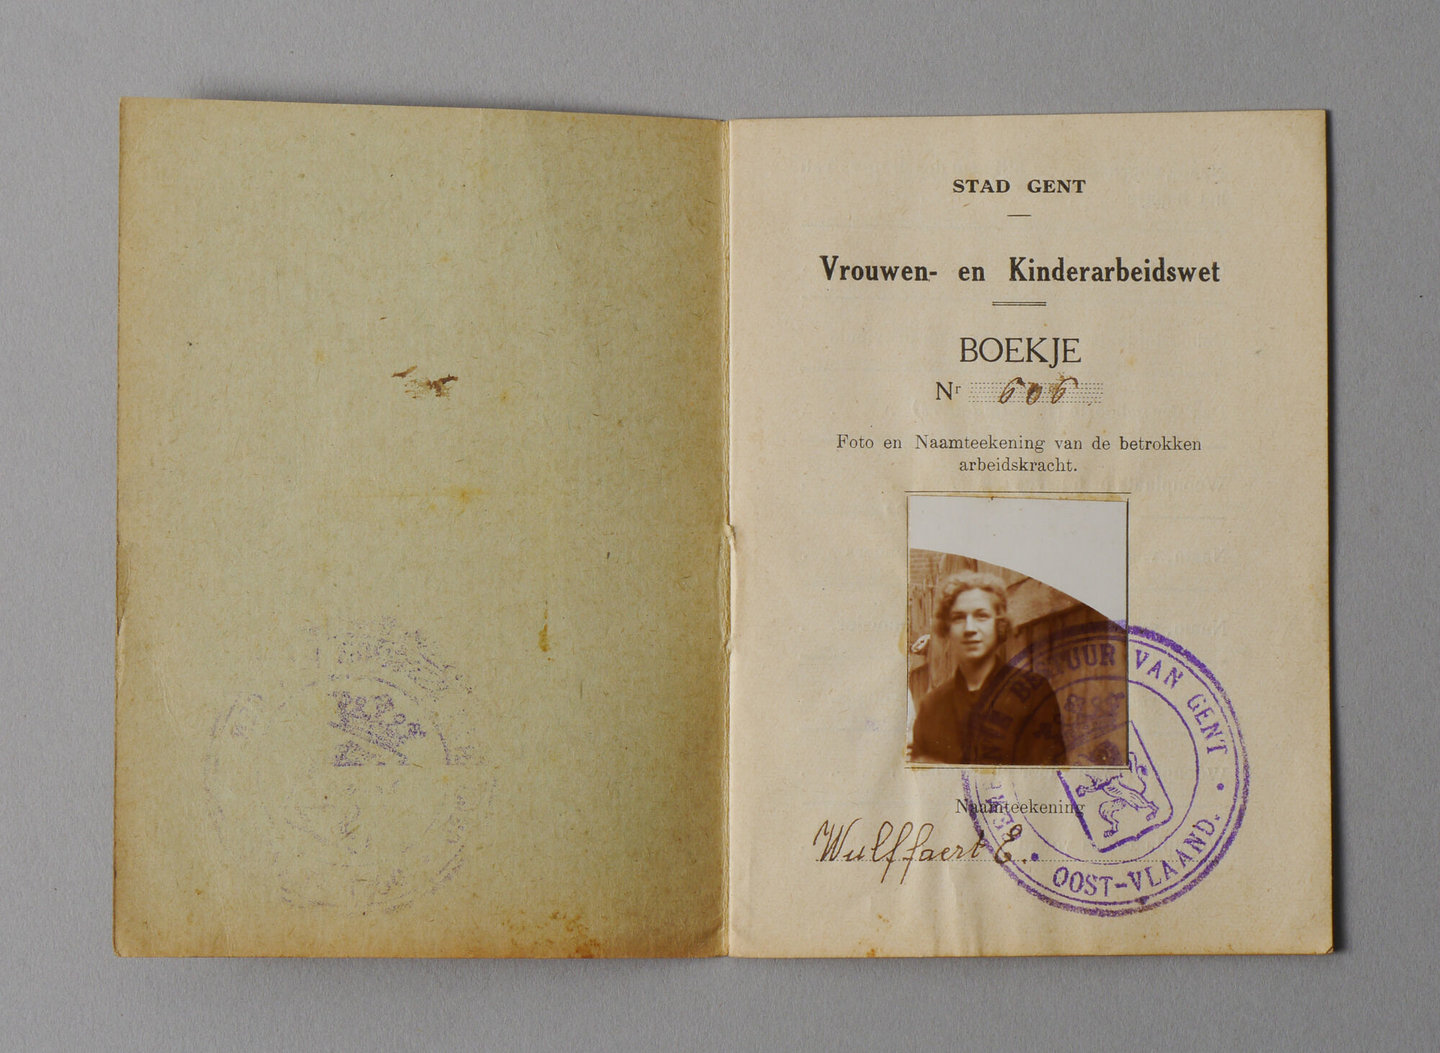 STAD GENT
Vrouwen- en Kinderarbeidswet
BOEKJE
Nr 606
Foto en Naamteekening van de betrokken
arbeidskracht.
BESTUUR VAN GENT
OOST-VLAAND.
Naamteekening
Wulffaert E.